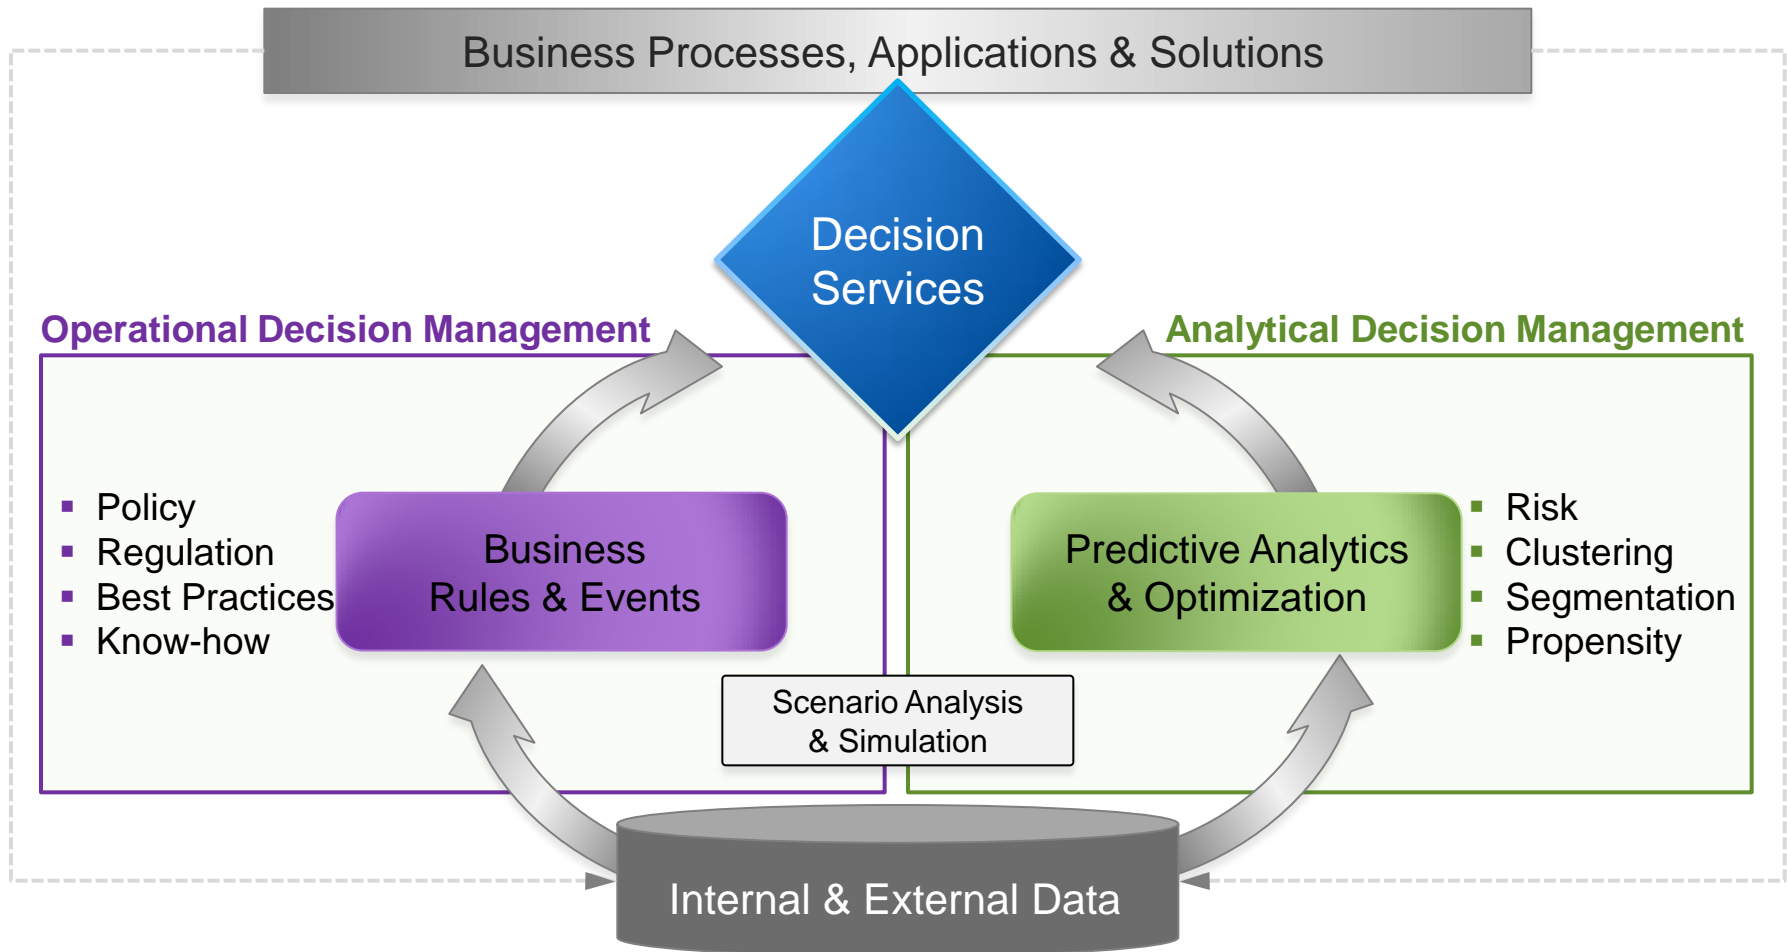 Business Processes, Applications & Solutions
Decision
Services
Operational Decision Management
Analytical Decision Management
▪ Policy
▪ Regulation
▪ Best Practices
▪ Know-how
Business
Rules & Events
Predictive Analytics
& Optimization
▪ Risk
▪ Clustering
▪ Segmentation
▪ Propensity
Scenario Analysis
& Simulation
Internal & External Data